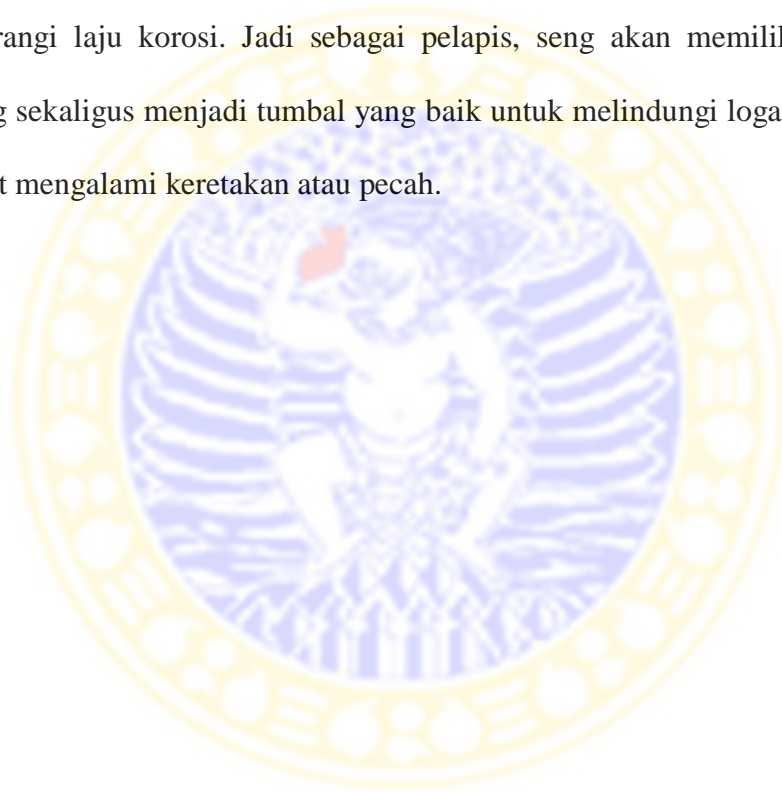 rangi laju korosi. Jadi sebagai pelapis, seng akan memilik
g sekaligus menjadi tumbal yang baik untuk melindungi loga
t mengalami keretakan atau pecah.